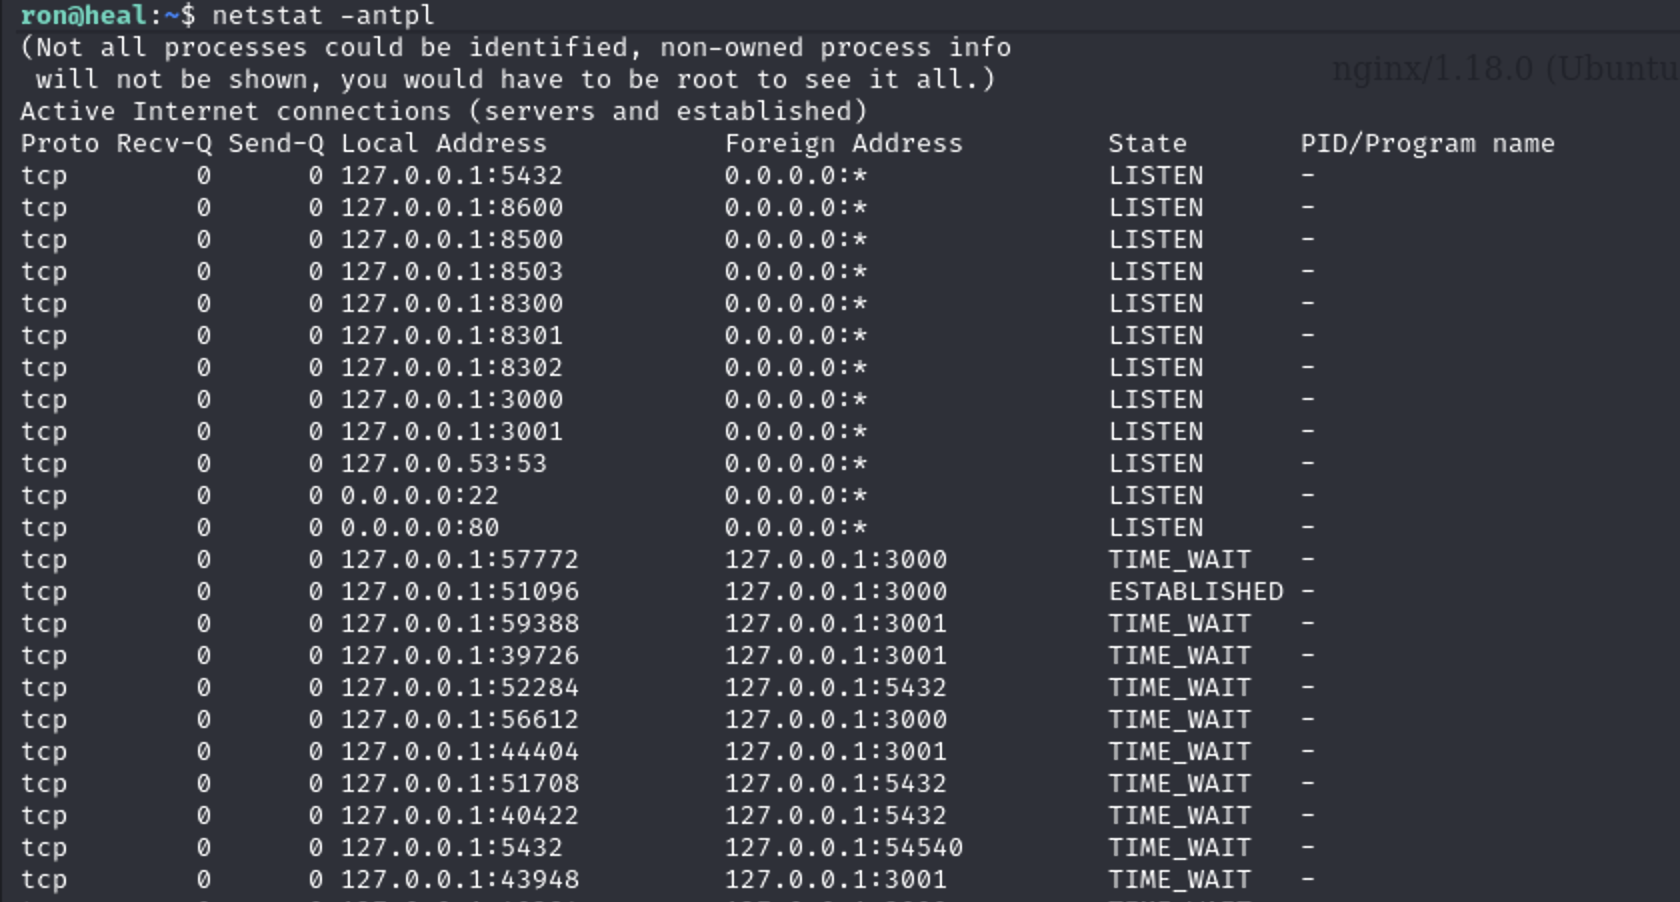 ron@heal:~$ netstat -antpl
(Not all processes could be identified, non-owned process info
 will not be shown, you would have to be root to see it all.)
nginx/1.18.0 (Ubuntu
Active Internet connections (servers and established)
Proto Recv-Q Send-Q Local Address           Foreign Address         State       PID/Program name
tcp        0      0 127.0.0.1:5432          0.0.0.0:*               LISTEN      -
tcp        0      0 127.0.0.1:8600          0.0.0.0:*               LISTEN      -
tcp        0      0 127.0.0.1:8500          0.0.0.0:*               LISTEN      -
tcp        0      0 127.0.0.1:8503          0.0.0.0:*               LISTEN      -
tcp        0      0 127.0.0.1:8300          0.0.0.0:*               LISTEN      -
tcp        0      0 127.0.0.1:8301          0.0.0.0:*               LISTEN      -
tcp        0      0 127.0.0.1:8302          0.0.0.0:*               LISTEN      -
tcp        0      0 127.0.0.1:3000          0.0.0.0:*               LISTEN      -
tcp        0      0 127.0.0.1:3001          0.0.0.0:*               LISTEN      -
tcp        0      0 127.0.0.53:53           0.0.0.0:*               LISTEN      -
tcp        0      0 0.0.0.0:22              0.0.0.0:*               LISTEN      -
tcp        0      0 0.0.0.0:80              0.0.0.0:*               LISTEN      -
tcp        0      0 127.0.0.1:57772         127.0.0.1:3000          TIME_WAIT   -
tcp        0      0 127.0.0.1:51096         127.0.0.1:3000          ESTABLISHED -
tcp        0      0 127.0.0.1:59388         127.0.0.1:3001          TIME_WAIT   -
tcp        0      0 127.0.0.1:39726         127.0.0.1:3001          TIME_WAIT   -
tcp        0      0 127.0.0.1:52284         127.0.0.1:5432          TIME_WAIT   -
tcp        0      0 127.0.0.1:56612         127.0.0.1:3000          TIME_WAIT   -
tcp        0      0 127.0.0.1:44404         127.0.0.1:3001          TIME_WAIT   -
tcp        0      0 127.0.0.1:51708         127.0.0.1:5432          TIME_WAIT   -
tcp        0      0 127.0.0.1:40422         127.0.0.1:5432          TIME_WAIT   -
tcp        0      0 127.0.0.1:5432          127.0.0.1:54540         TIME_WAIT   -
tcp        0      0 127.0.0.1:43948         127.0.0.1:3001          TIME_WAIT   -